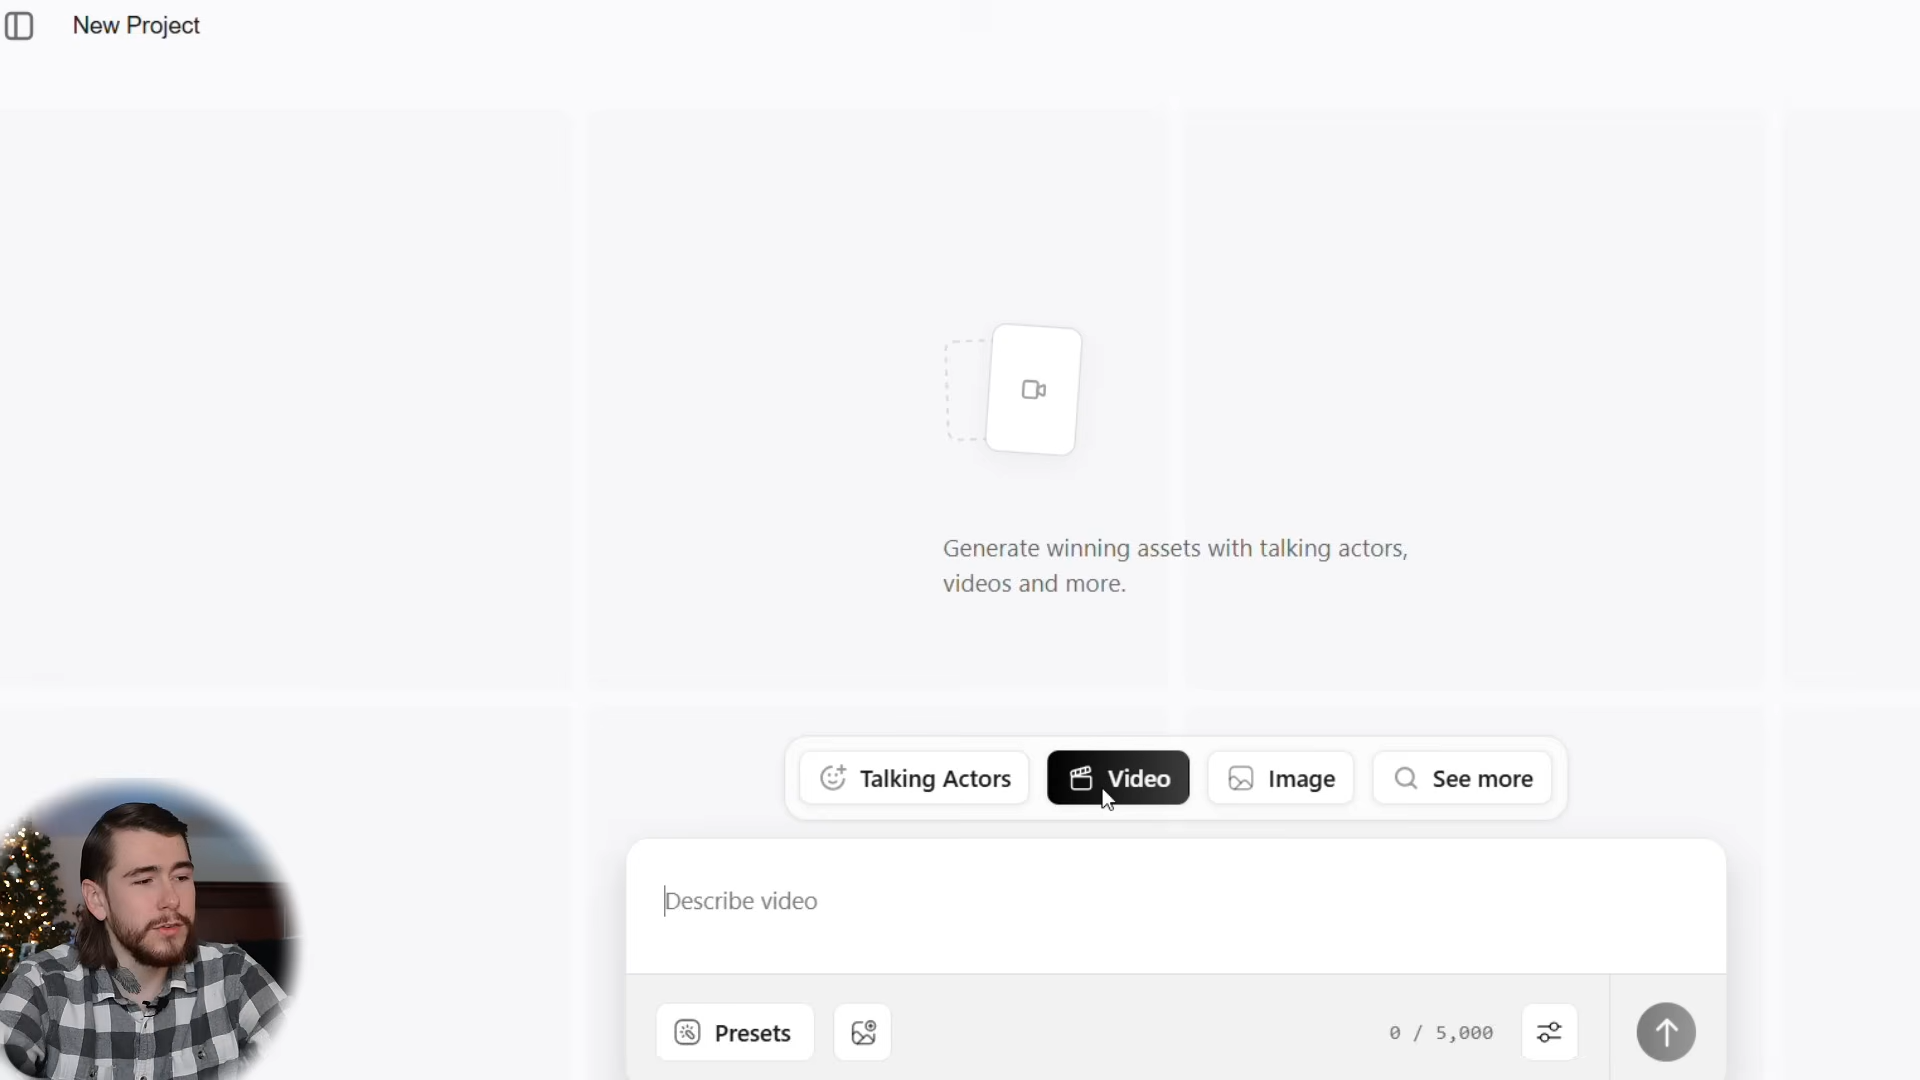 New Project
Generate winning assets with talking actors,
videos and more.
Talking Actors
Video
Image
See more
Describe video
Presets
0 / 5,000